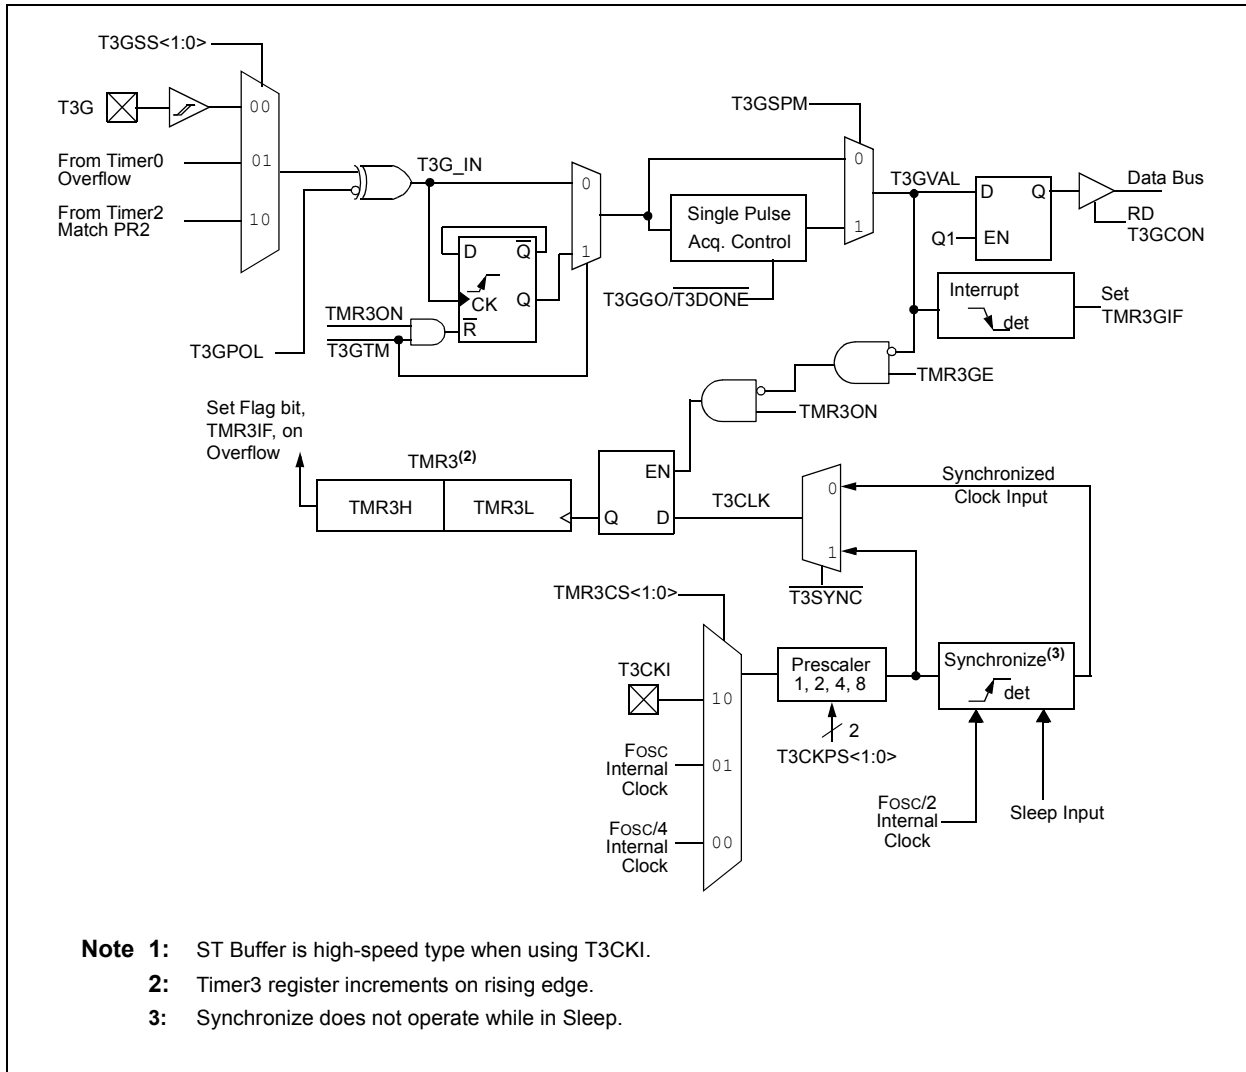 T3GSS<1:0>
T3G
00
From Timer0
Overflow
01
From Timer2
Match PR2
10
T3GPOL
T3G_IN
D
Q
CK
Q
R
TMR3ON
T3GTM
0
1
Single Pulse
Acq. Control
T3GGO/T3DONE
T3GSPM
0
1
T3GVAL
D
Q
Q1
EN
Data Bus
RD
T3GCON
Interrupt
det
Set
TMR3GIF
TMR3GE
TMR3ON
Set Flag bit,
TMR3IF, on
Overflow
TMR3(2)
TMR3H
TMR3L
EN
Q
D
T3CLK
0
1
T3SYNC
Synchronized
Clock Input
TMR3CS<1:0>
T3CKI
10
FOSC
Internal
Clock
01
FOSC/4
Internal
Clock
00
Prescaler
1, 2, 4, 8
2
T3CKPS<1:0>
Synchronize(3)
det
FOSC/2
Internal
Clock
Sleep Input
Note 1: ST Buffer is high-speed type when using T3CKI.
2: Timer3 register increments on rising edge.
3: Synchronize does not operate while in Sleep.